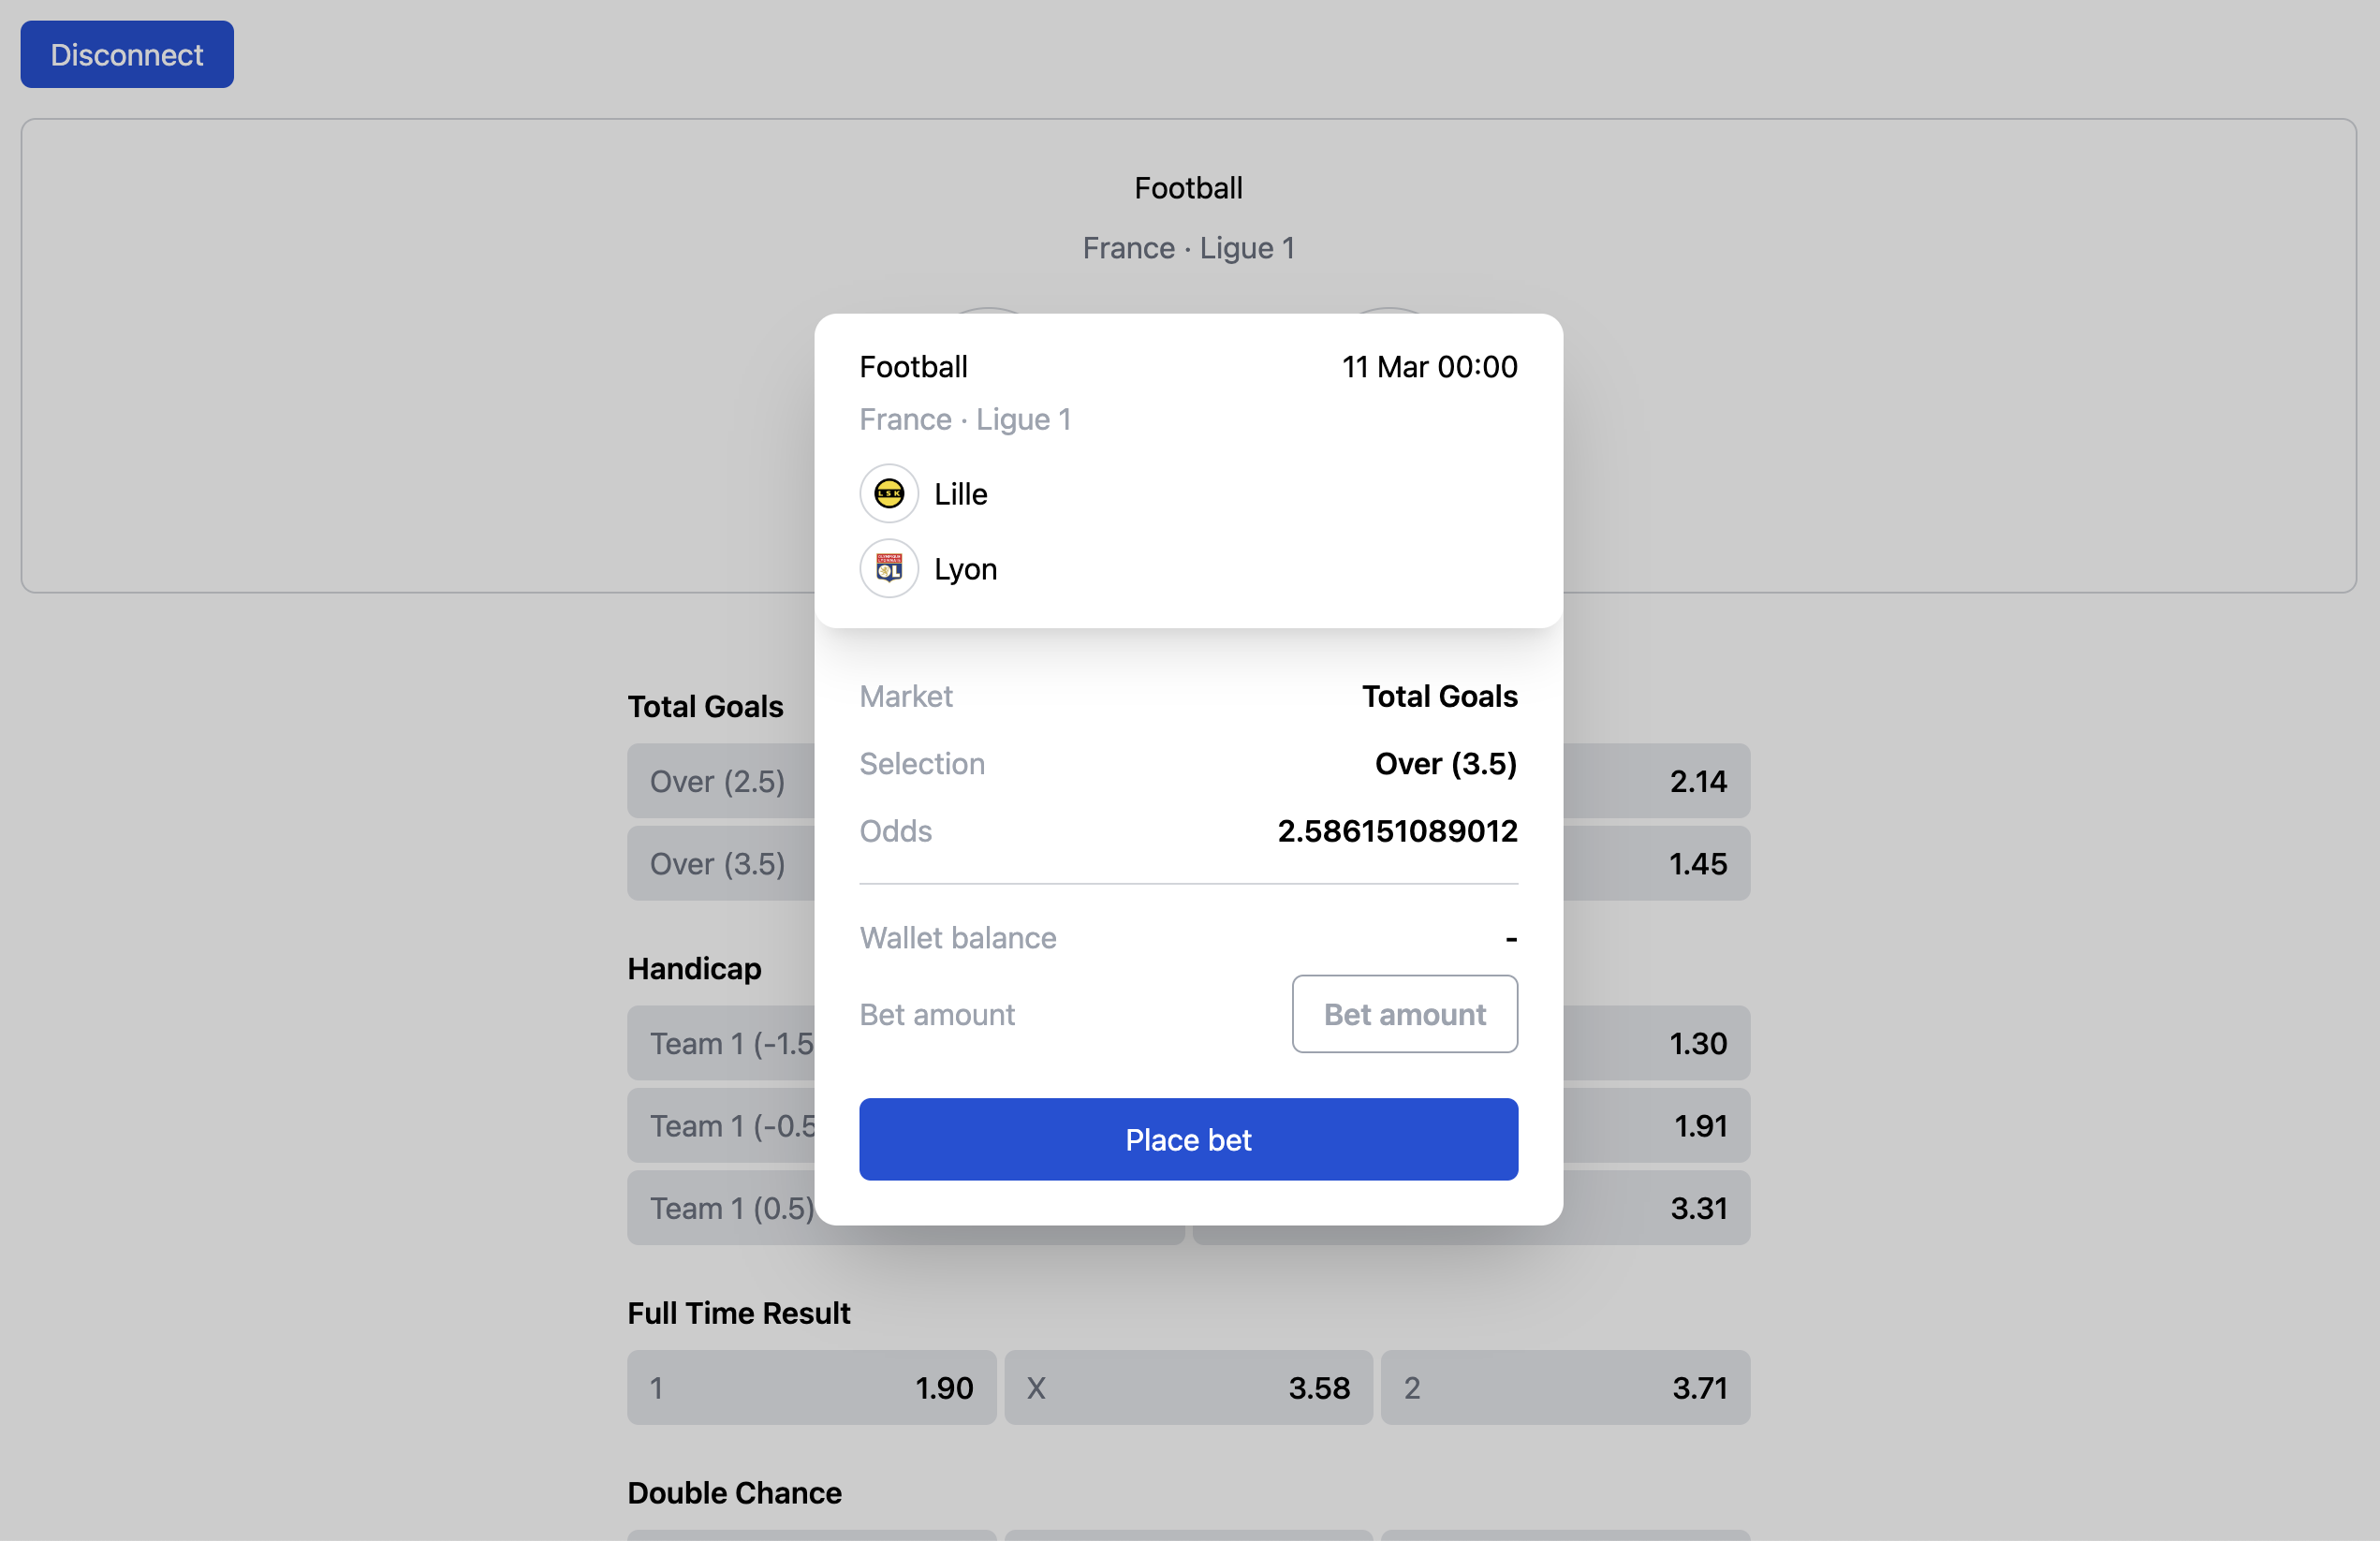 Disconnect
Football
France · Ligue 1
Football
11 Mar 00:00
France · Ligue 1
LSK
Lille
OLYMPIQUE LYONNAIS
OL
Lyon
Market
Total Goals
Selection
Over (3.5)
Odds
2.586151089012
Wallet balance
-
Bet amount
Bet amount
Place bet
Total Goals
Over (2.5)
2.14
Over (3.5)
1.45
Handicap
Team 1 (-1.5
1.30
Team 1 (-0.5
1.91
Team 1 (0.5)
3.31
Full Time Result
1 1.90
X 3.58
2 3.71
Double Chance